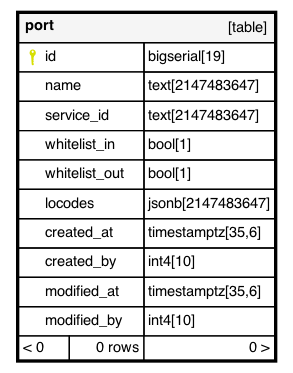 port [table]
id bigserial[19]
name text[2147483647]
service_id text[2147483647]
whitelist_in bool[1]
whitelist_out bool[1]
locodes jsonb[2147483647]
created_at timestamptz[35,6]
created_by int4[10]
modified_at timestamptz[35,6]
modified_by int4[10]
< 0 0 rows 0 >